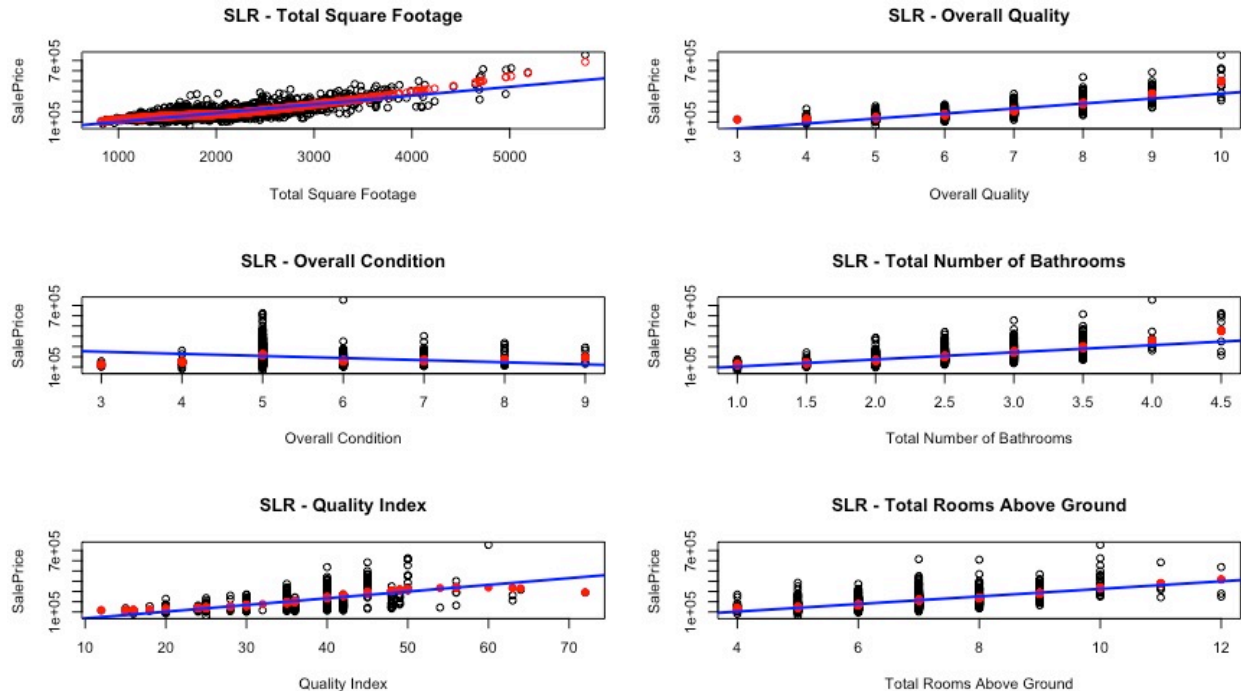 SLR - Total Square Footage
SalePrice
7e+05
1e+05
1000 2000 3000 4000 5000
Total Square Footage
SLR - Overall Quality
SalePrice
7e+05
1e+05
3 4 5 6 7 8 9 10
Overall Quality
SLR - Overall Condition
SalePrice
7e+05
1e+05
3 4 5 6 7 8 9
Overall Condition
SLR - Total Number of Bathrooms
SalePrice
7e+05
1e+05
1.0 1.5 2.0 2.5 3.0 3.5 4.0 4.5
Total Number of Bathrooms
SLR - Quality Index
SalePrice
7e+05
1e+05
10 20 30 40 50 60 70
Quality Index
SLR - Total Rooms Above Ground
SalePrice
7e+05
1e+05
4 6 8 10 12
Total Rooms Above Ground